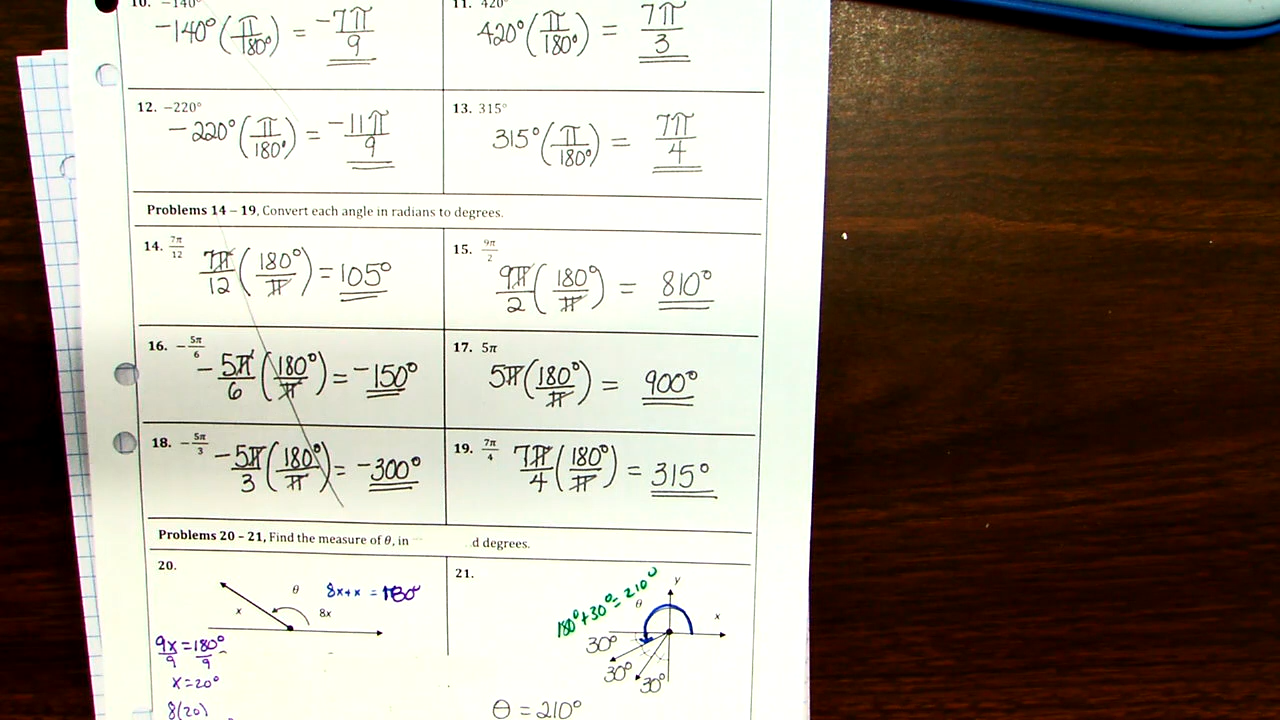 10. −140°
−140° (π/180°) = −7π/9
11. 420°
420° (π/180°) = 7π/3
12. −220°
−220° (π/180°) = −11π/9
13. 315°
315° (π/180°) = 7π/4
Problems 14 – 19, Convert each angle in radians to degrees.
14. 7π/12
7π/12 (180°/π) = 105°
15. 9π/2
9π/2 (180°/π) = 810°
16. −5π/6
−5π/6 (180°/π) = −150°
17. 5π
5π (180°/π) = 900°
18. −5π/3
−5π/3 (180°/π) = −300°
19. 7π/4
7π/4 (180°/π) = 315°
Problems 20 – 21, Find the measure of θ, in d degrees.
20.
θ
x
8x
8x+x = 180°
9x/9 = 180°/9
x = 20°
8(20)
21.
180°+30°=210°
y
θ
x
30°
30°
30°
θ = 210°